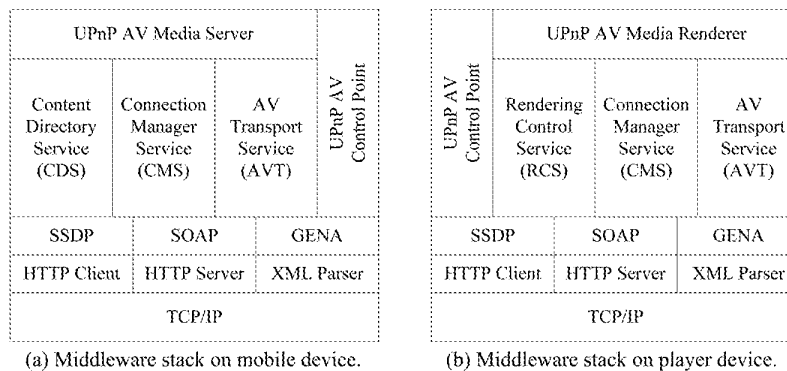 UPnP AV Media Server
Content
Directory
Service
(CDS)
Connection
Manager
Service
(CMS)
AV
Transport
Service
(AVT)
UPnP AV
Control Point
SSDP
SOAP
GENA
HTTP Client
HTTP Server
XML Parser
TCP/IP
(a) Middleware stack on mobile device.
UPnP AV
Control Point
UPnP AV Media Renderer
Rendering
Control
Service
(RCS)
Connection
Manager
Service
(CMS)
AV
Transport
Service
(AVT)
SSDP
SOAP
GENA
HTTP Client
HTTP Server
XML Parser
TCP/IP
(b) Middleware stack on player device.